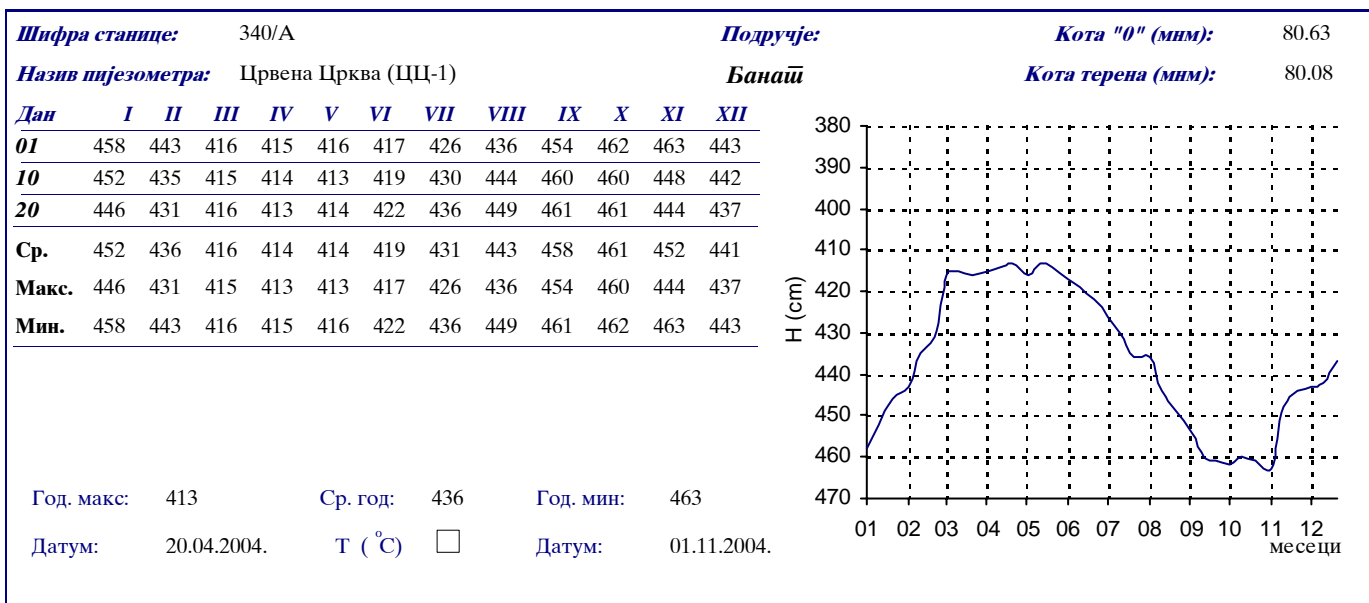 Шифра станице: 340/А Подручје: Кота "0" (мнм): 80.63
Назив пијезометра: Црвена Црква (ЦЦ-1) Банат Кота терена (мнм): 80.08
Дан I II III IV V VI VII VIII IX X XI XII
01 458 443 416 415 416 417 426 436 454 462 463 443
10 452 435 415 414 413 419 430 444 460 460 448 442
20 446 431 416 413 414 422 436 449 461 461 444 437
Ср. 452 436 416 414 414 419 431 443 458 461 452 441
Макс. 446 431 415 413 413 417 426 436 454 460 444 437
Мин. 458 443 416 415 416 422 436 449 461 462 463 443
Год. макс: 413 Ср. год: 436 Год. мин: 463
Датум: 20.04.2004. Т ( °C) Датум: 01.11.2004.
380
390
400
410
420
430
440
450
460
470
H (cm)
01 02 03 04 05 06 07 08 09 10 11 12
месеци